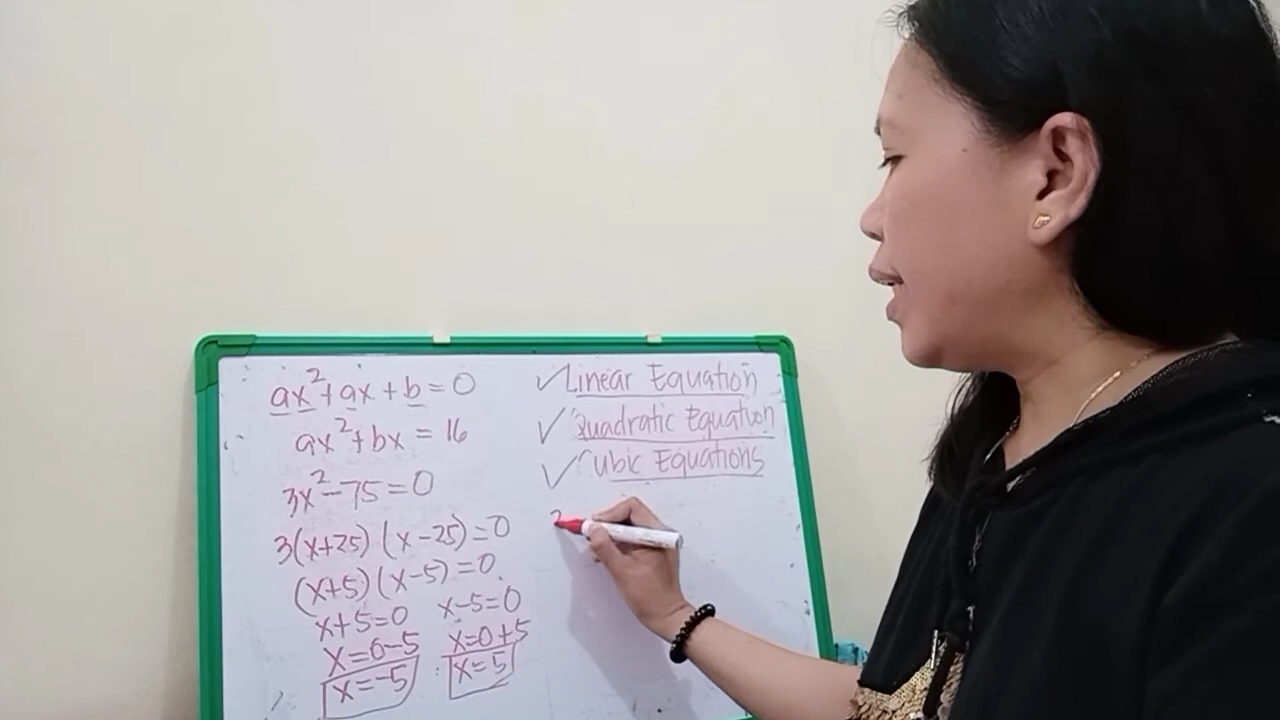 ax²+ax+b=0
ax²+bx=16
3x²-75=0
3(x+25)(x-25)=0
(x+5)(x-5)=0
x+5=0 x-5=0
x=0-5 x=0+5
x=-5 x=5
✓Linear Equation
✓Quadratic Equation
✓Cubic Equations